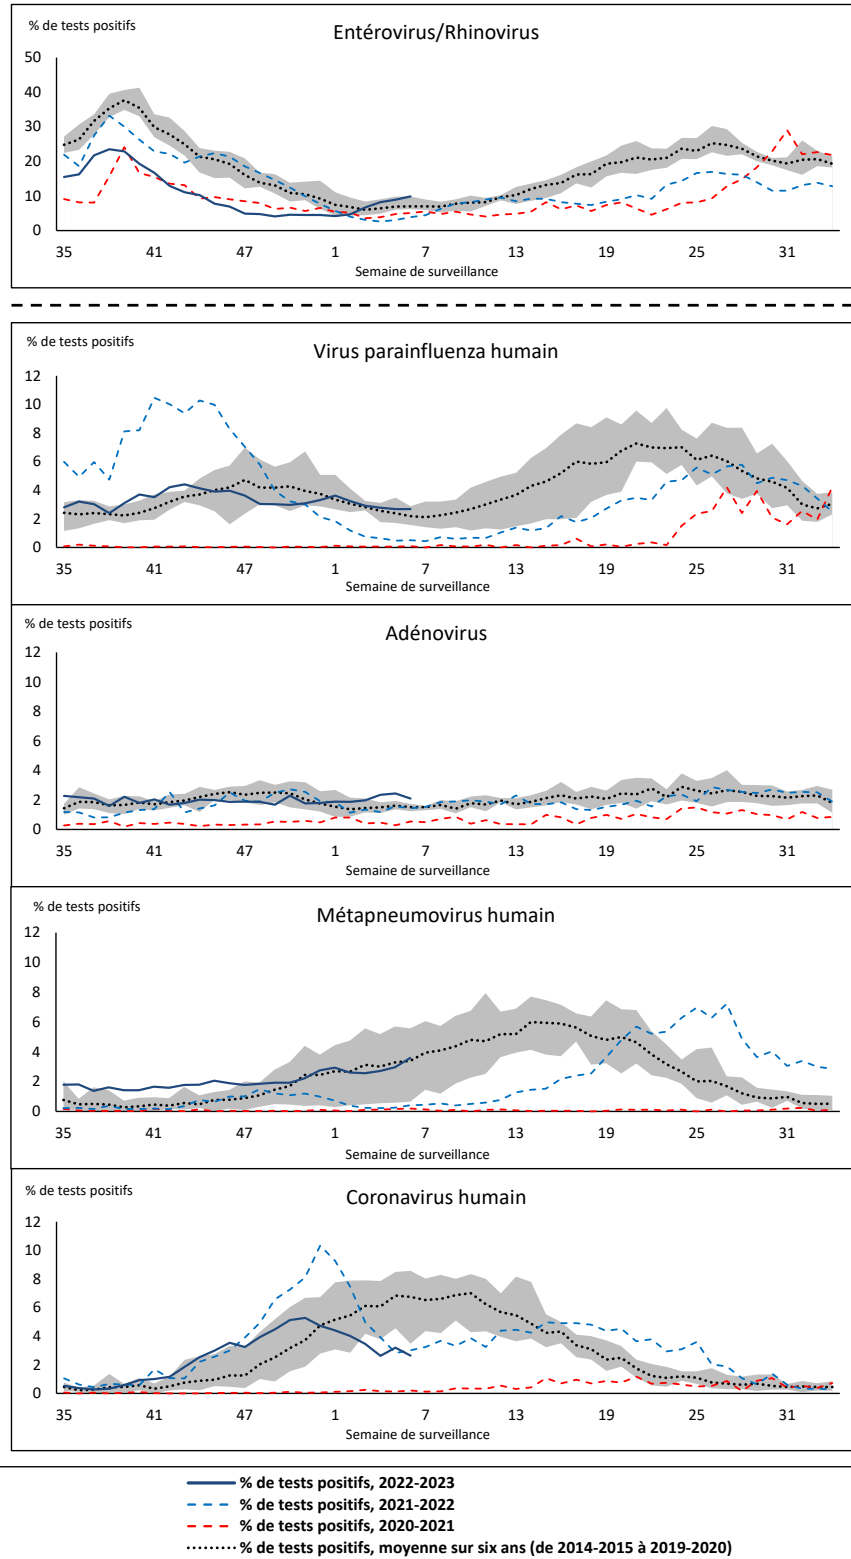 % de tests positifs
Entérovirus/Rhinovirus
50
40
30
20
10
0
35 41 47 1 7 13 19 25 31
Semaine de surveillance
% de tests positifs
Virus parainfluenza humain
12
10
8
6
4
2
0
35 41 47 1 7 13 19 25 31
Semaine de surveillance
% de tests positifs
Adénovirus
12
10
8
6
4
2
0
35 41 47 1 7 13 19 25 31
Semaine de surveillance
% de tests positifs
Métapneumovirus humain
12
10
8
6
4
2
0
35 41 47 1 7 13 19 25 31
Semaine de surveillance
% de tests positifs
Coronavirus humain
12
10
8
6
4
2
0
35 41 47 1 7 13 19 25 31
Semaine de surveillance
% de tests positifs, 2022-2023
% de tests positifs, 2021-2022
% de tests positifs, 2020-2021
% de tests positifs, moyenne sur six ans (de 2014-2015 à 2019-2020)